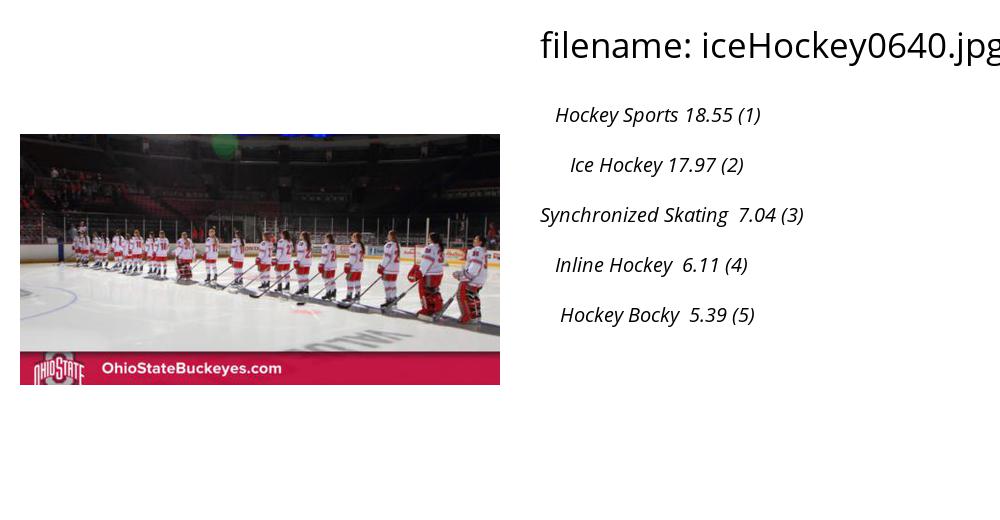 filename: iceHockey0640.jpg
Hockey Sports 18.55 (1)
Ice Hockey 17.97 (2)
Synchronized Skating 7.04 (3)
Inline Hockey 6.11 (4)
Hockey Bocky 5.39 (5)
OHIO STATE
OhioStateBuckeyes.com